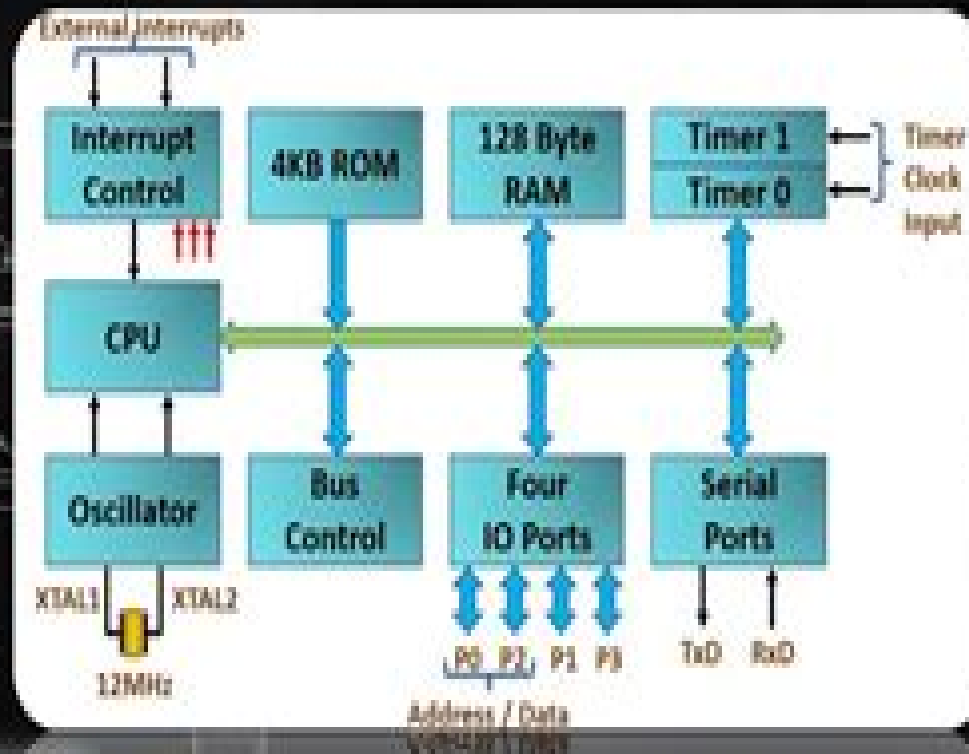 External Interrupts
Interrupt
Control
4KB ROM
128 Byte
RAM
Timer 1
Timer 0
Timer
Clock
Input
CPU
Oscillator
Bus
Control
Four
IO Ports
Serial
Ports
XTAL1
XTAL2
12MHz
P0 P2 P1 P3
TxD RxD
Address / Data